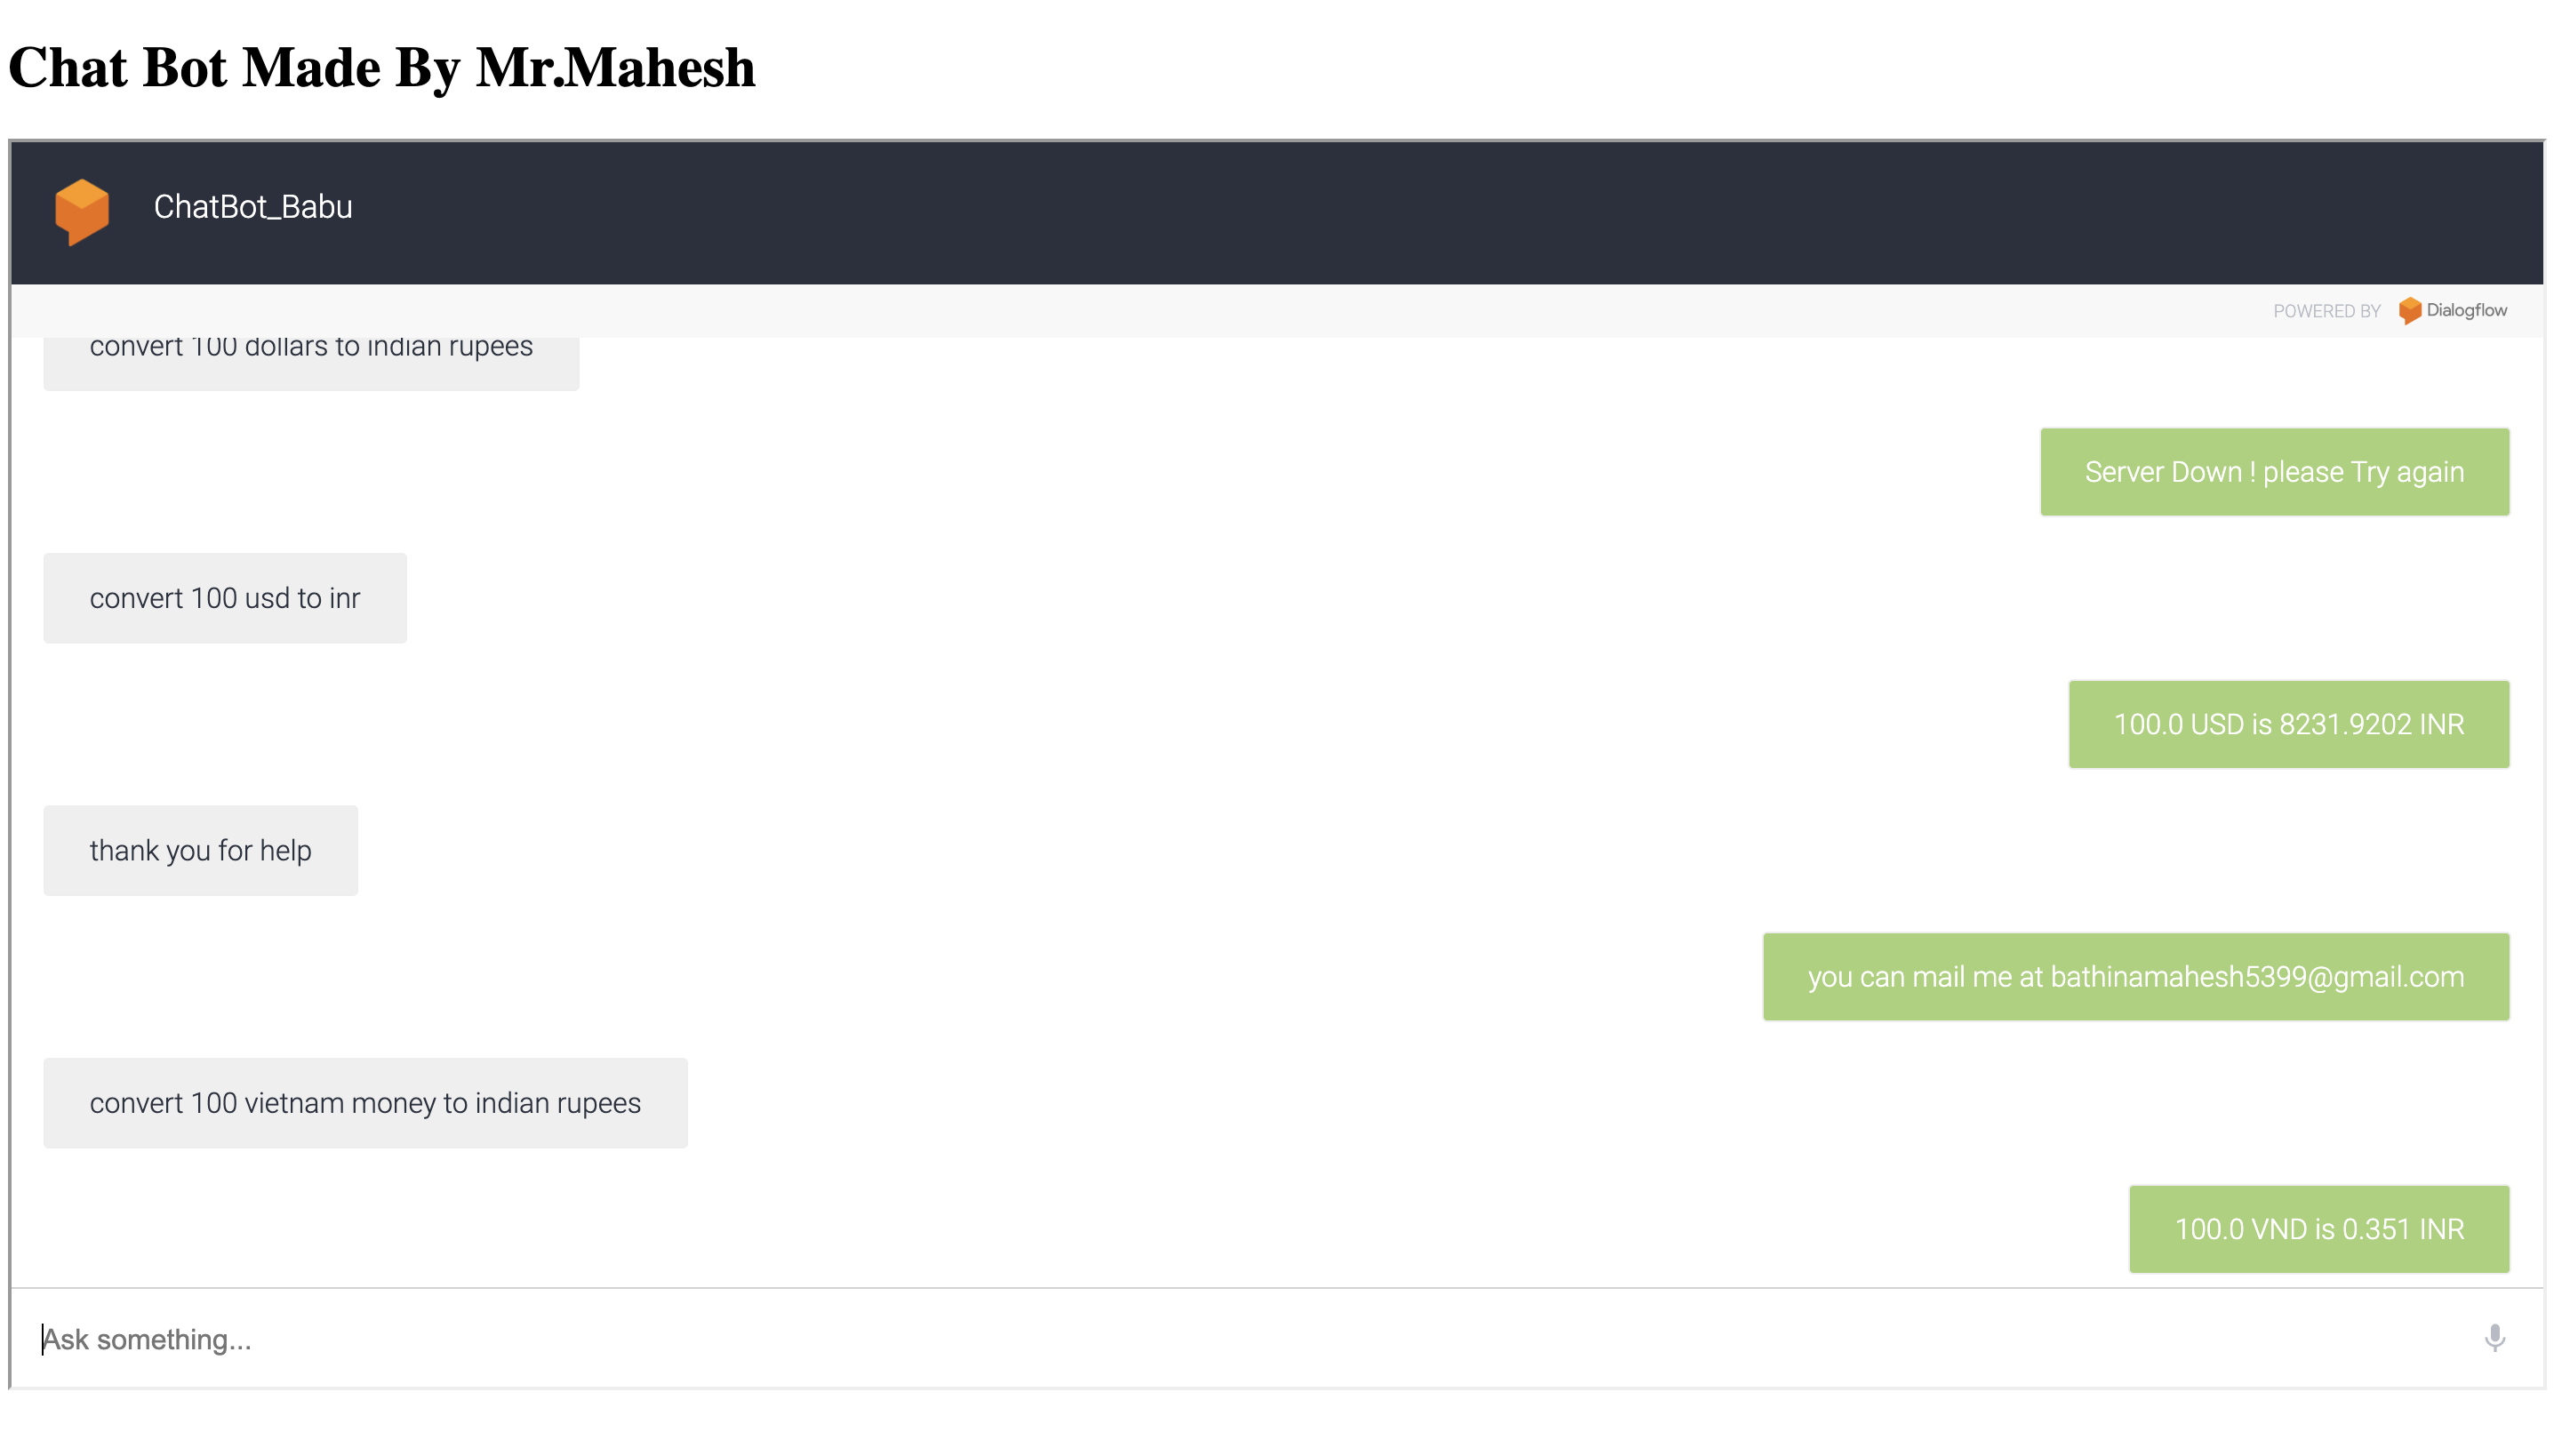 Chat Bot Made By Mr.Mahesh
ChatBot_Babu
POWERED BY Dialogflow
convert 100 dollars to indian rupees
Server Down ! please Try again
convert 100 usd to inr
100.0 USD is 8231.9202 INR
thank you for help
you can mail me at bathinamahesh5399@gmail.com
convert 100 vietnam money to indian rupees
100.0 VND is 0.351 INR
Ask something...